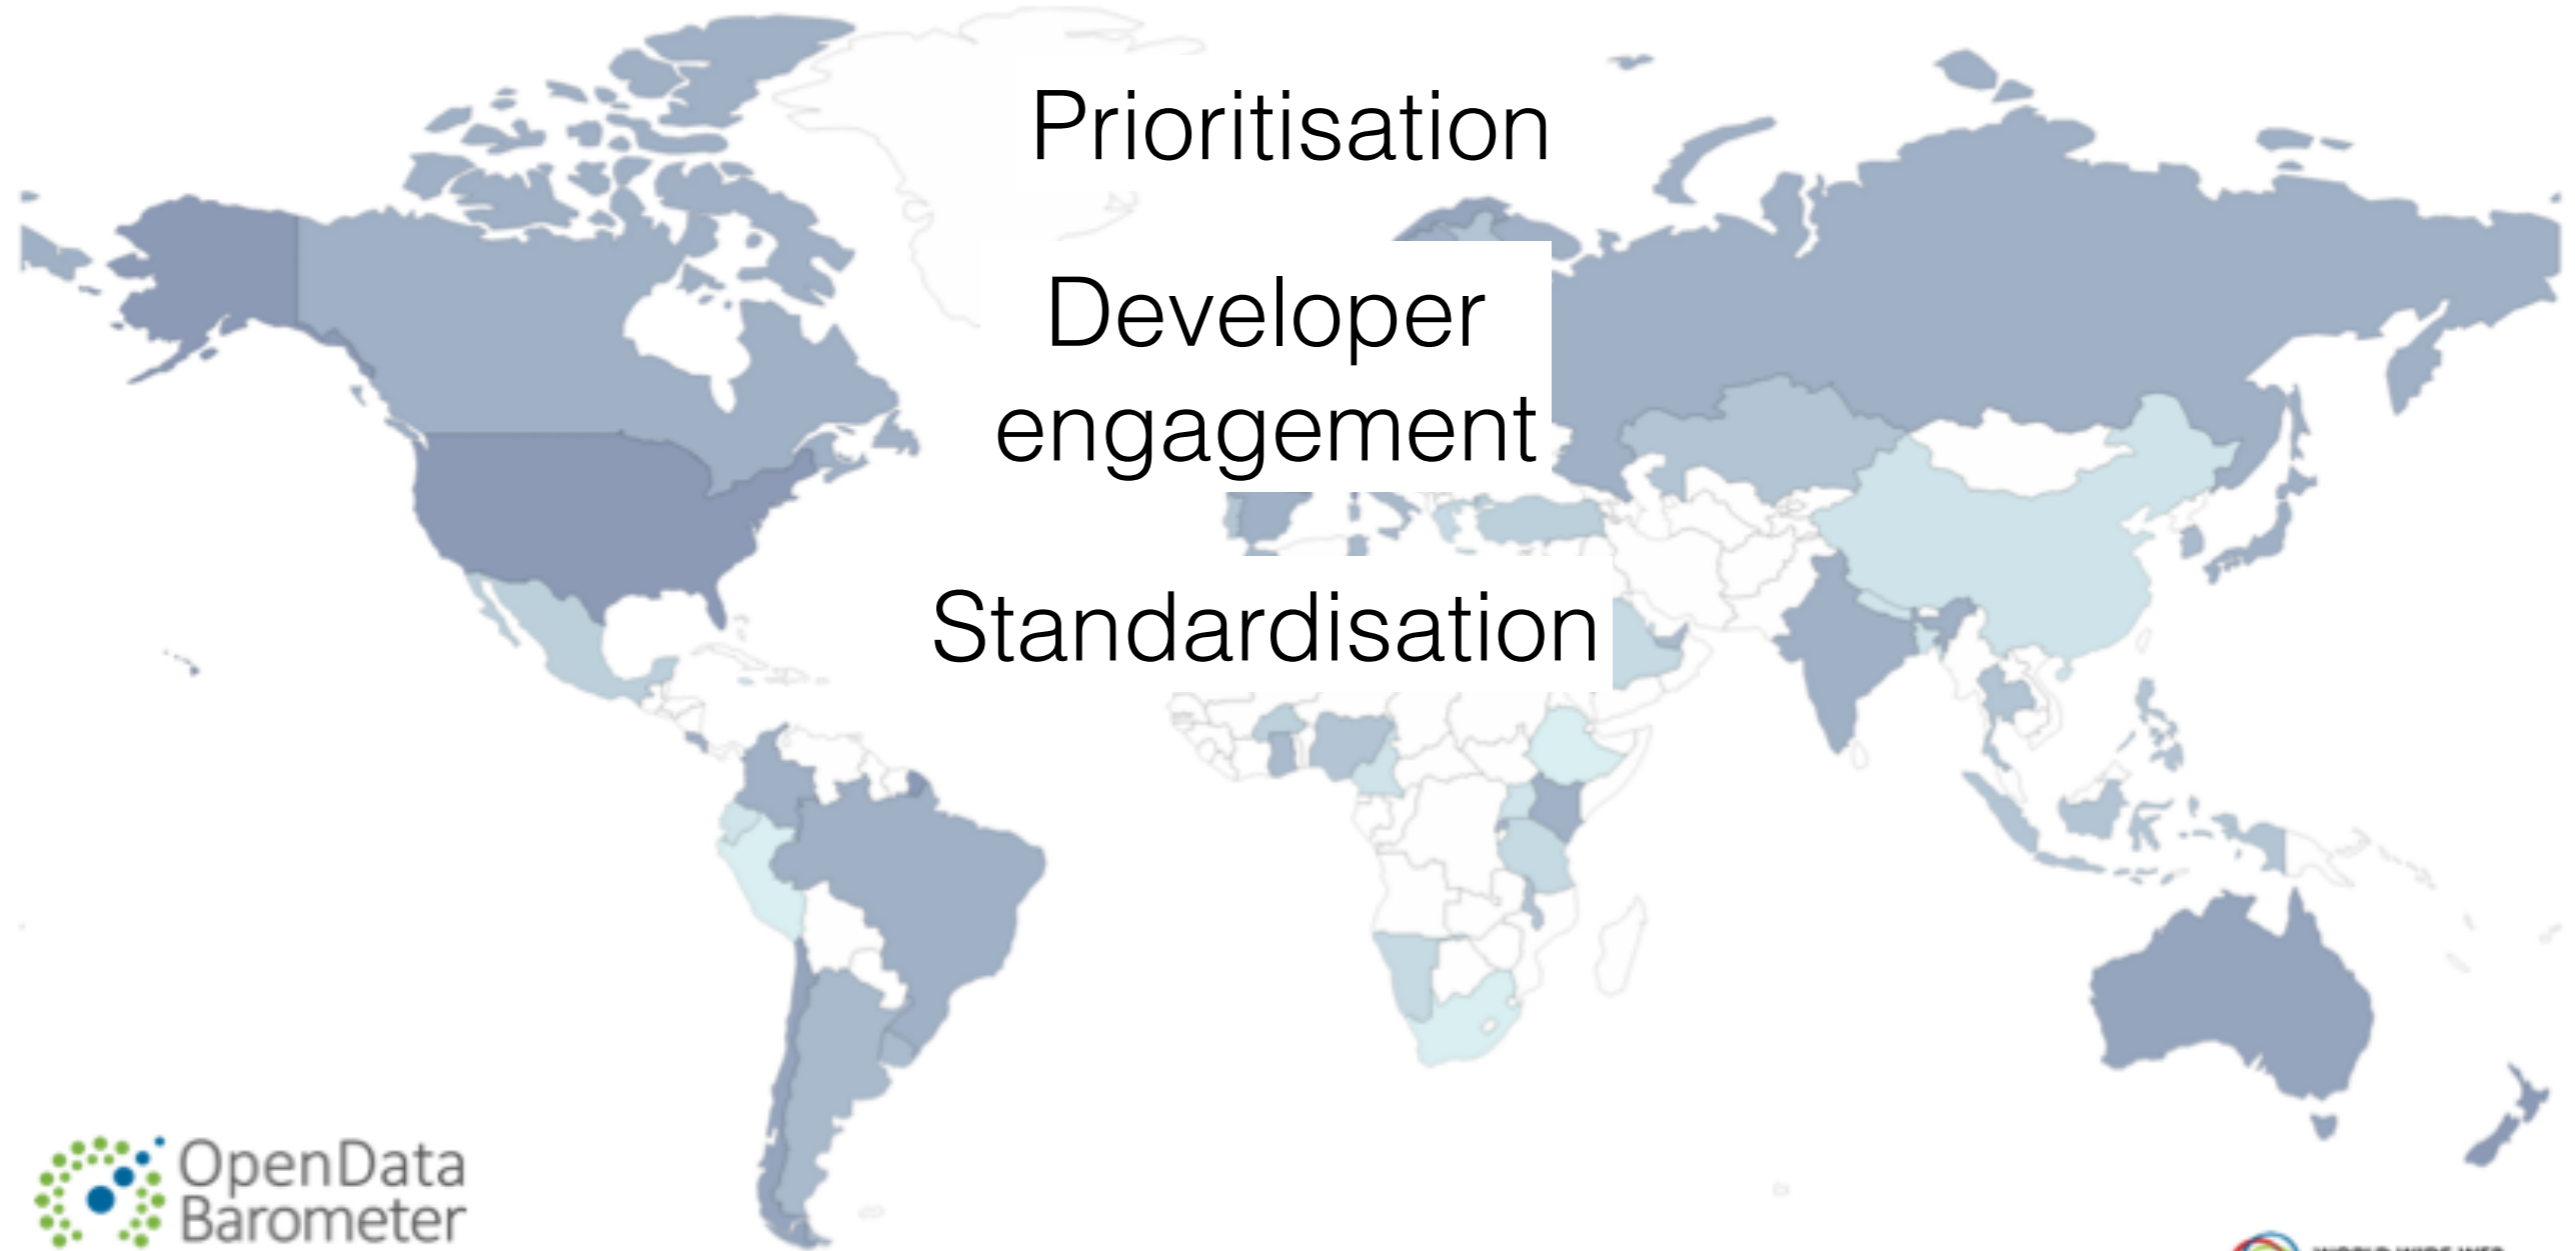 Prioritisation
Developer
engagement
Standardisation
OpenData
Barometer